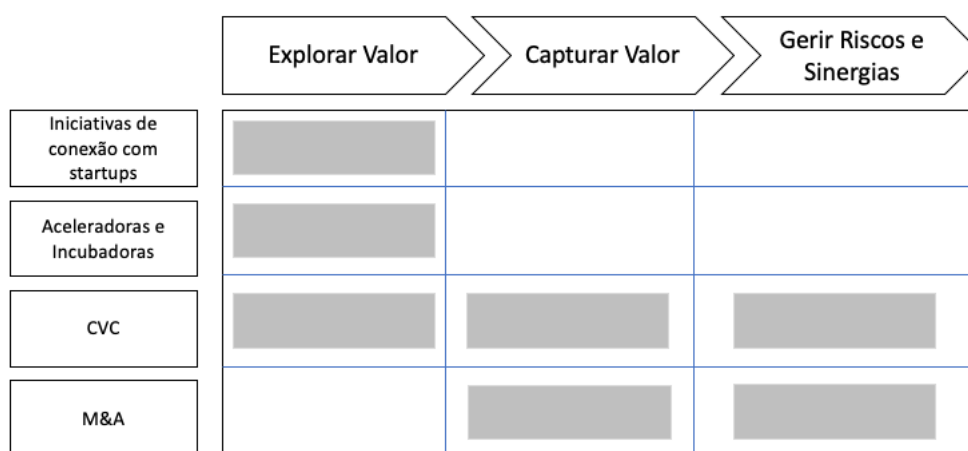 Explorar Valor
Capturar Valor
Gerir Riscos e
Sinergias
Iniciativas de
conexão com
startups
Aceleradoras e
Incubadoras
CVC
M&A